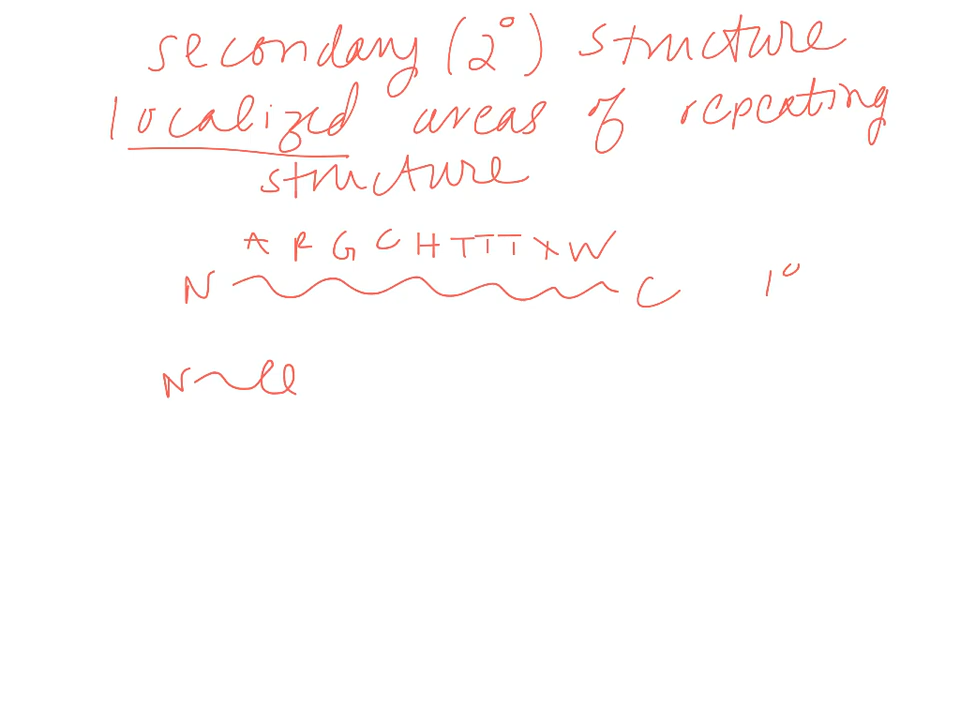 secondary (2°) structure
localized areas of repeating
structure
A R G C H T T T X W
N C 1°
N